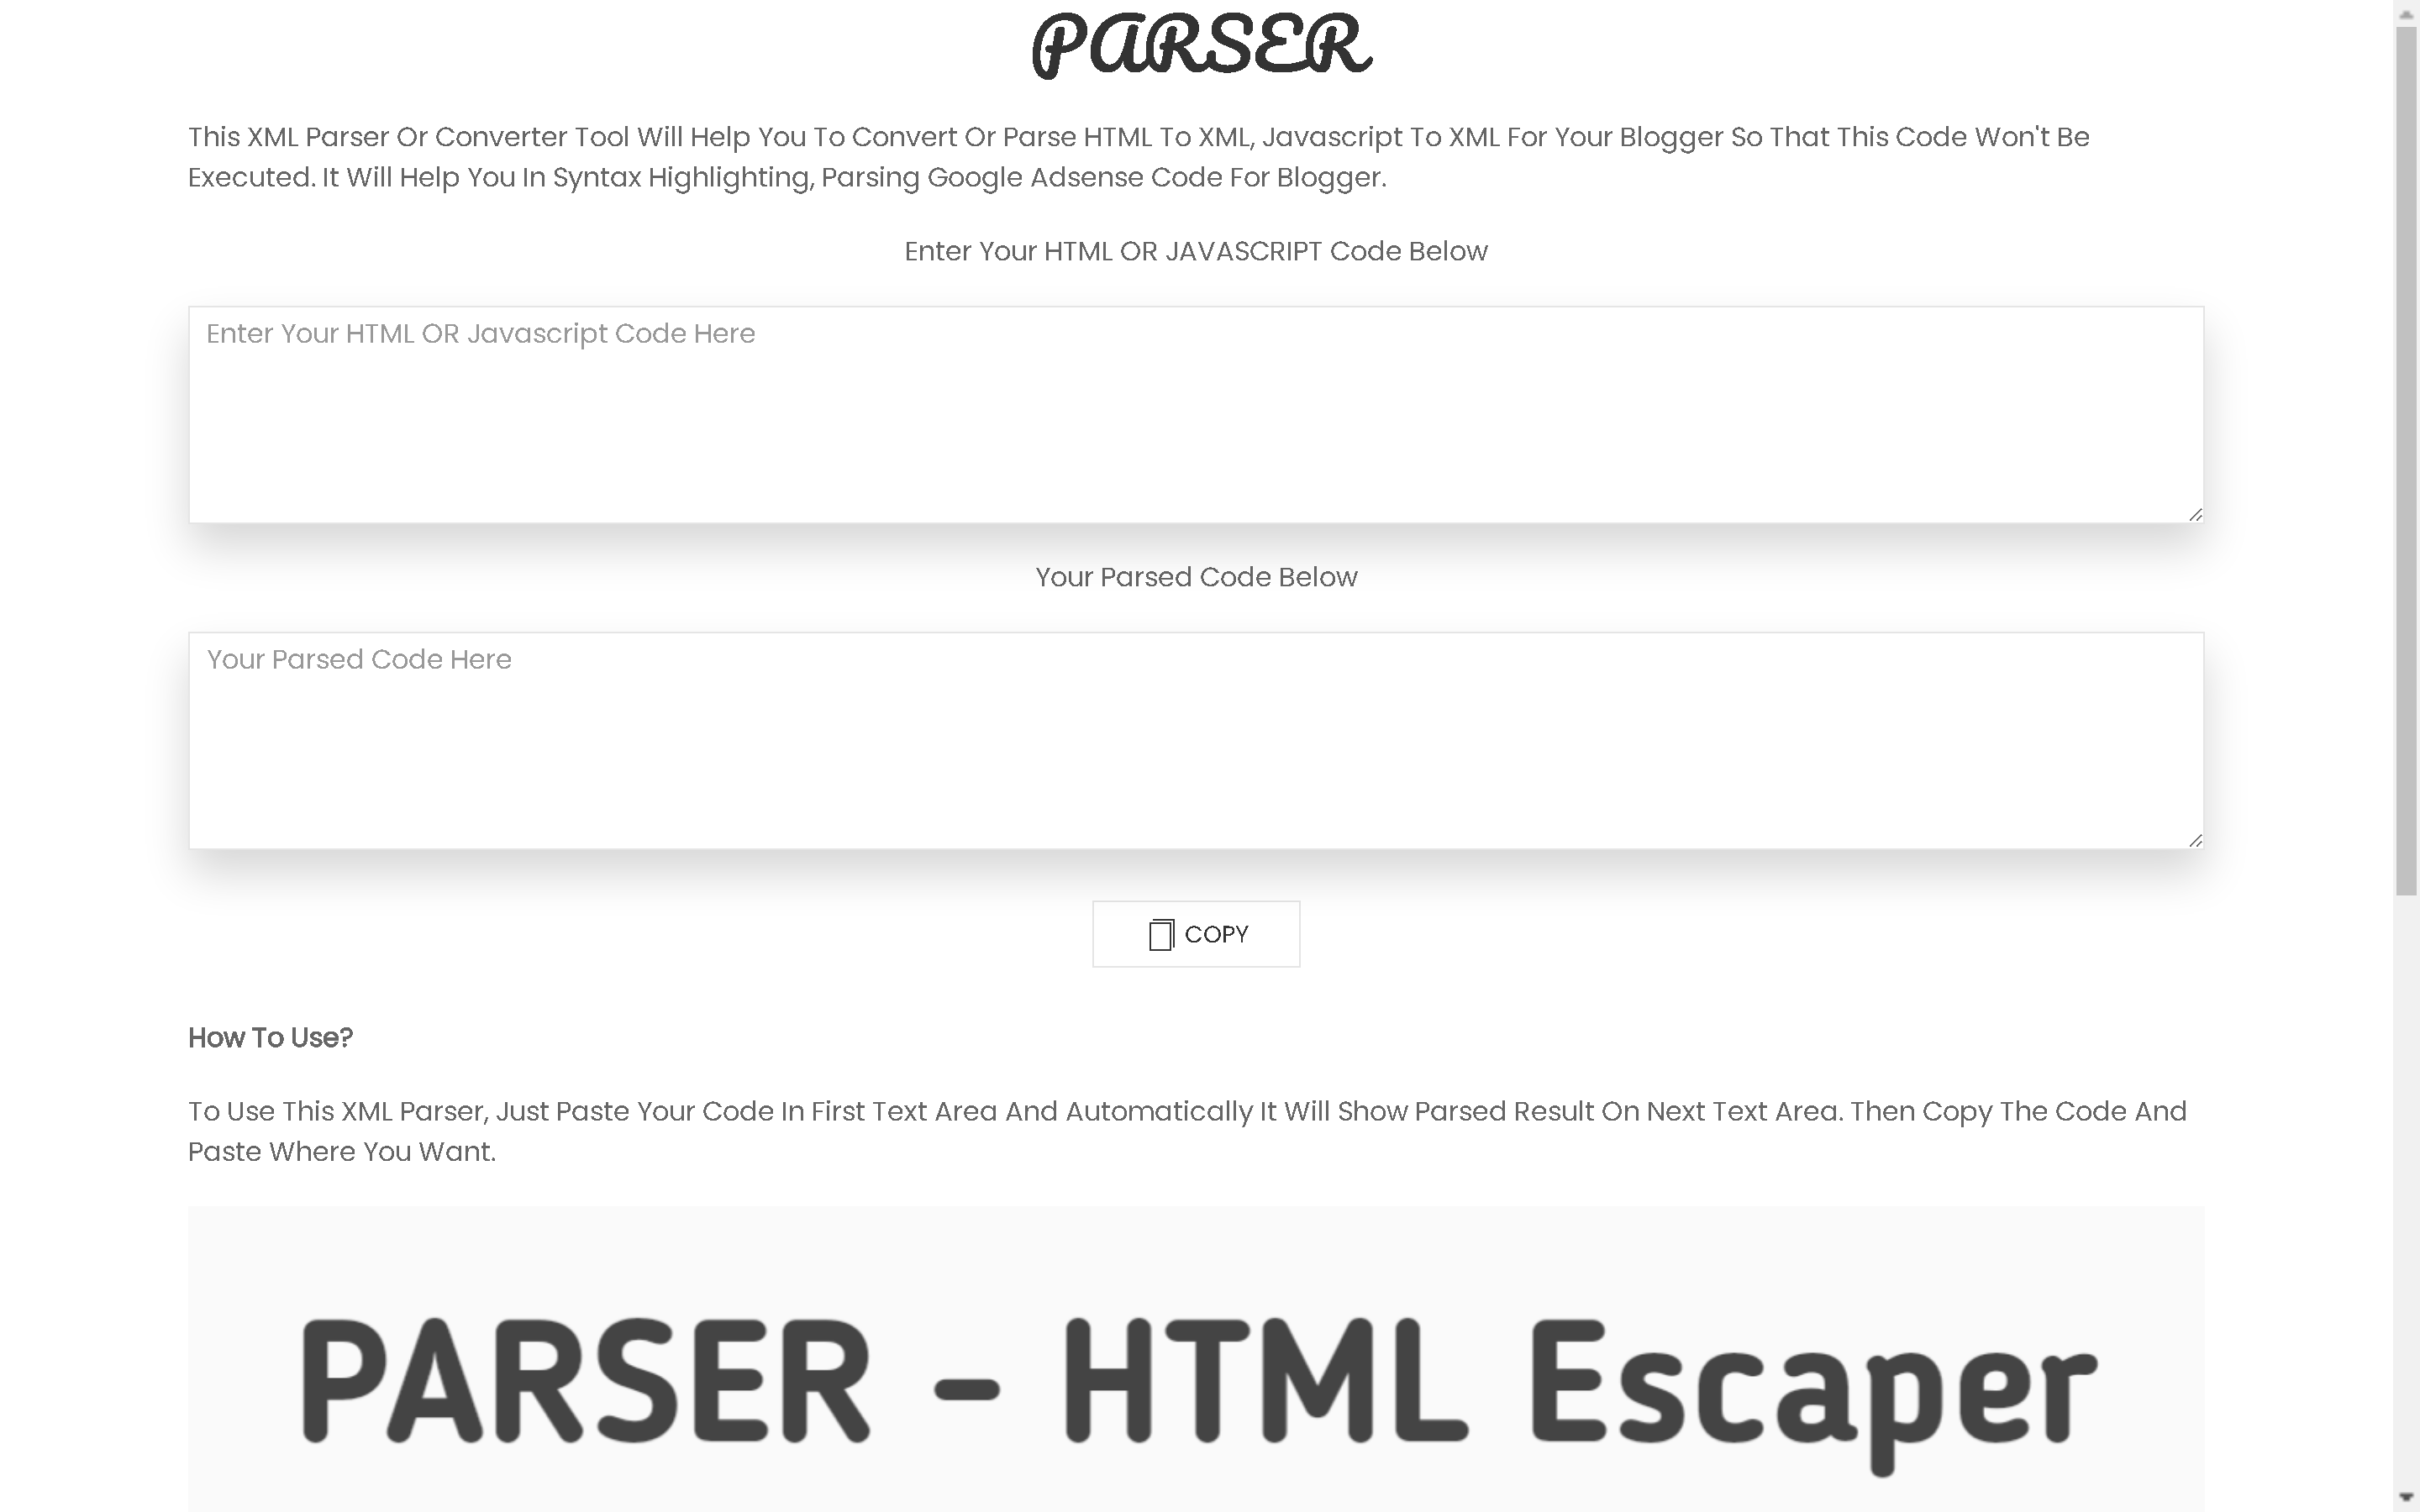 PARSER
This XML Parser Or Converter Tool Will Help You To Convert Or Parse HTML To XML, Javascript To XML For Your Blogger So That This Code Won't Be
Executed. It Will Help You In Syntax Highlighting, Parsing Google Adsense Code For Blogger.
Enter Your HTML OR JAVASCRIPT Code Below
Enter Your HTML OR Javascript Code Here
Your Parsed Code Below
Your Parsed Code Here
COPY
How To Use?
To Use This XML Parser, Just Paste Your Code In First Text Area And Automatically It Will Show Parsed Result On Next Text Area. Then Copy The Code And
Paste Where You Want.
PARSER - HTML Escaper